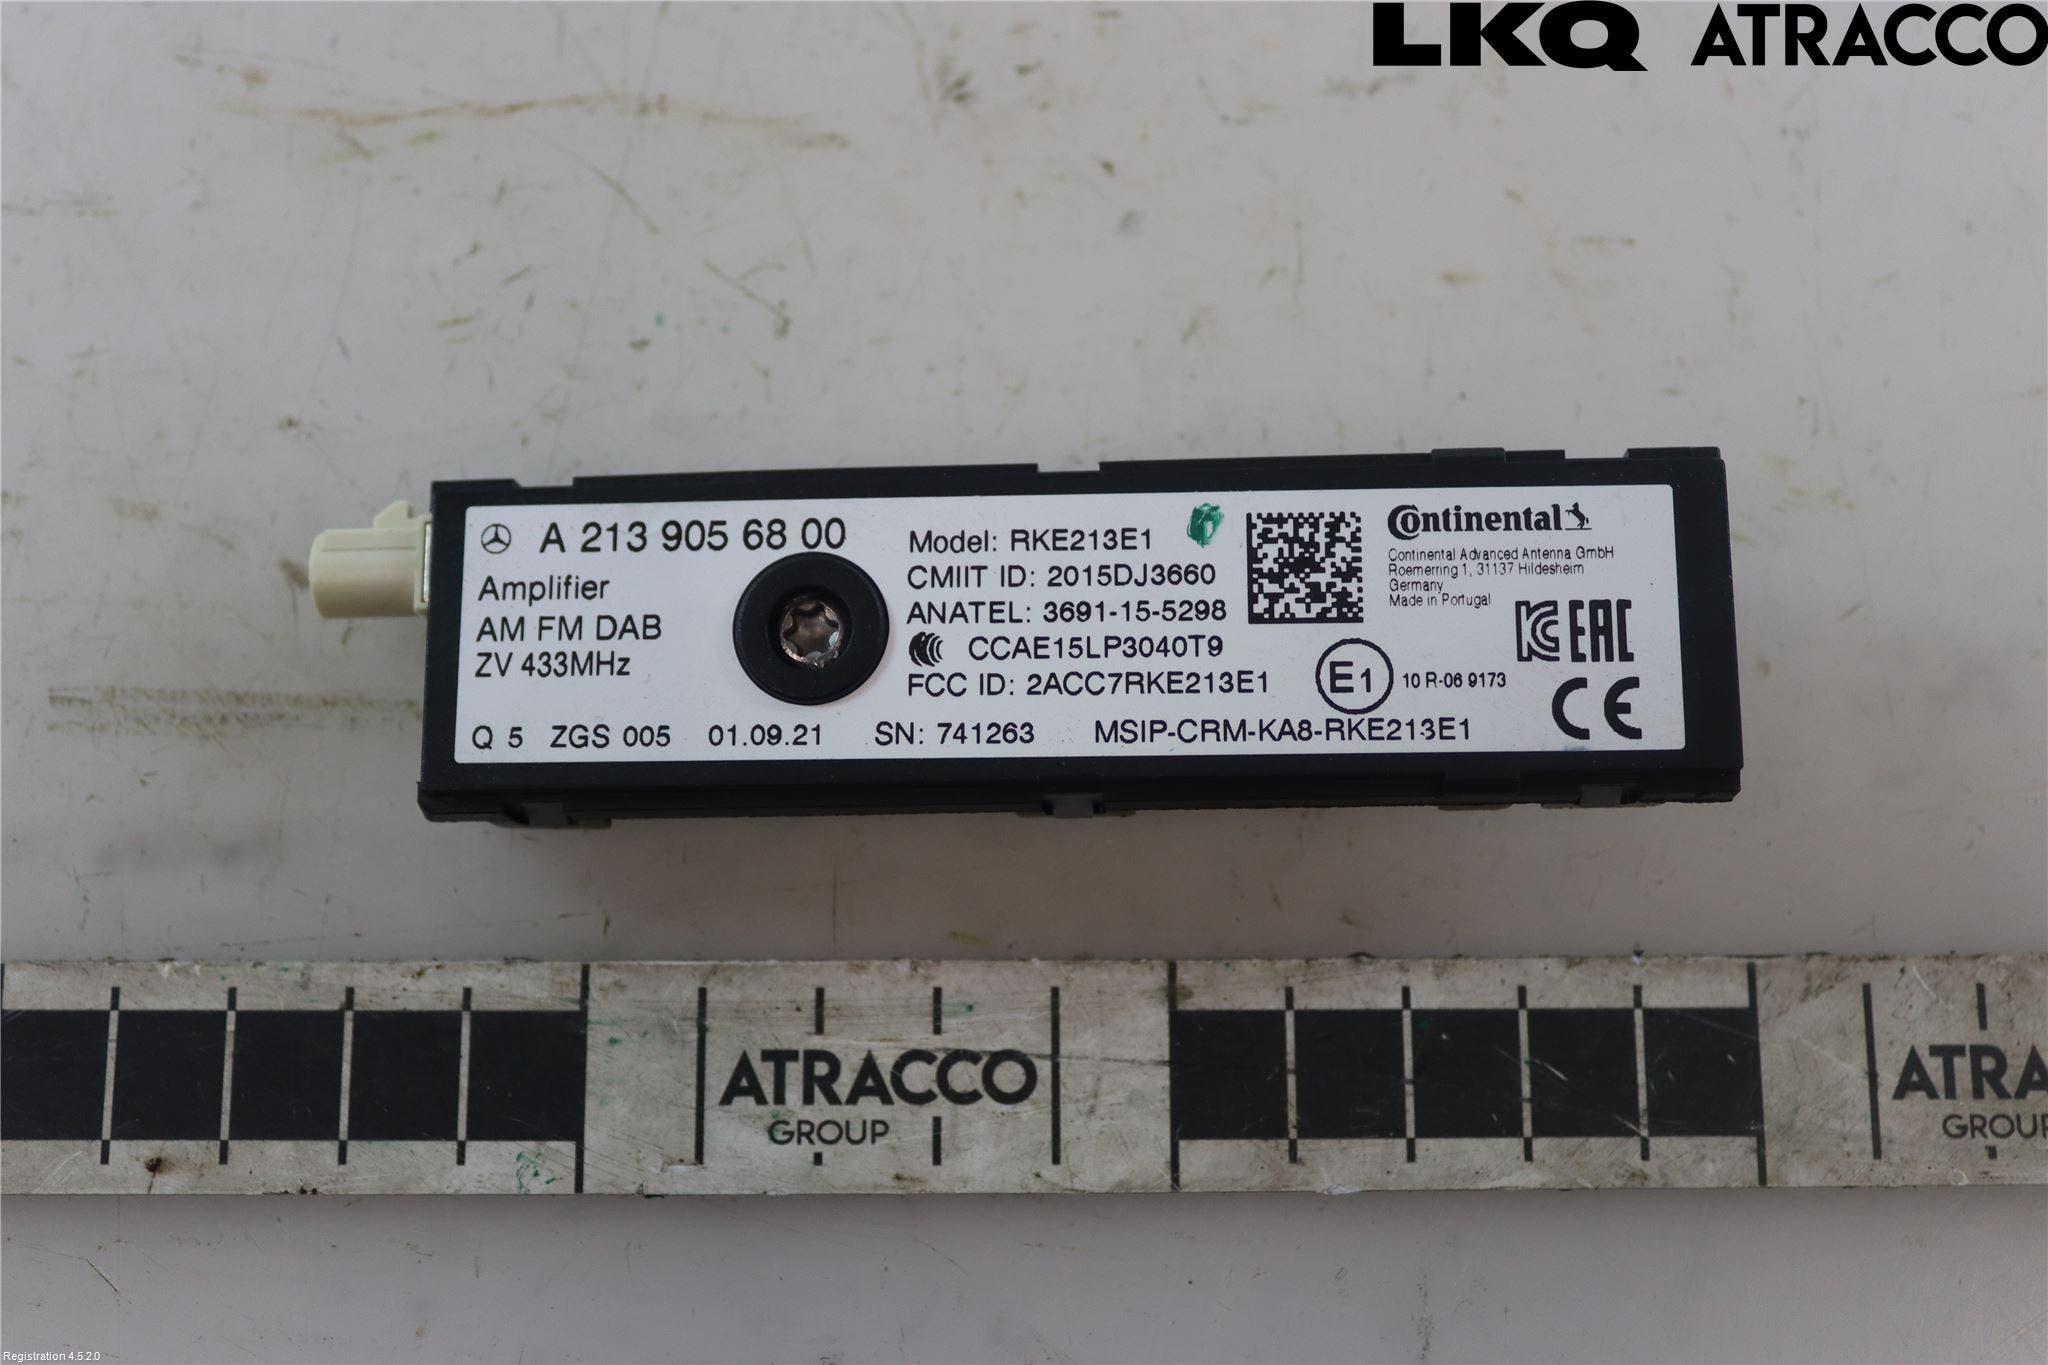 LKQ ATRACCO
A 213 905 68 00
Amplifier
AM FM DAB
ZV 433MHz
Q 5 ZGS 005 01.09.21 SN: 741263 MSIP-CRM-KA8-RKE213E1
Model: RKE213E1
CMIIT ID: 2015DJ3660
ANATEL: 3691-15-5298
CCAE15LP3040T9
FCC ID: 2ACC7RKE213E1
Continental
Continental Advanced Antenna GmbH
Roemerring 1, 31137 Hildesheim
Germany
Made in Portugal
KC EAC
E1 10 R-06 9173
CE
ATRACCO
GROUP
ATRA
GROUP
Registration 4.5.2.0